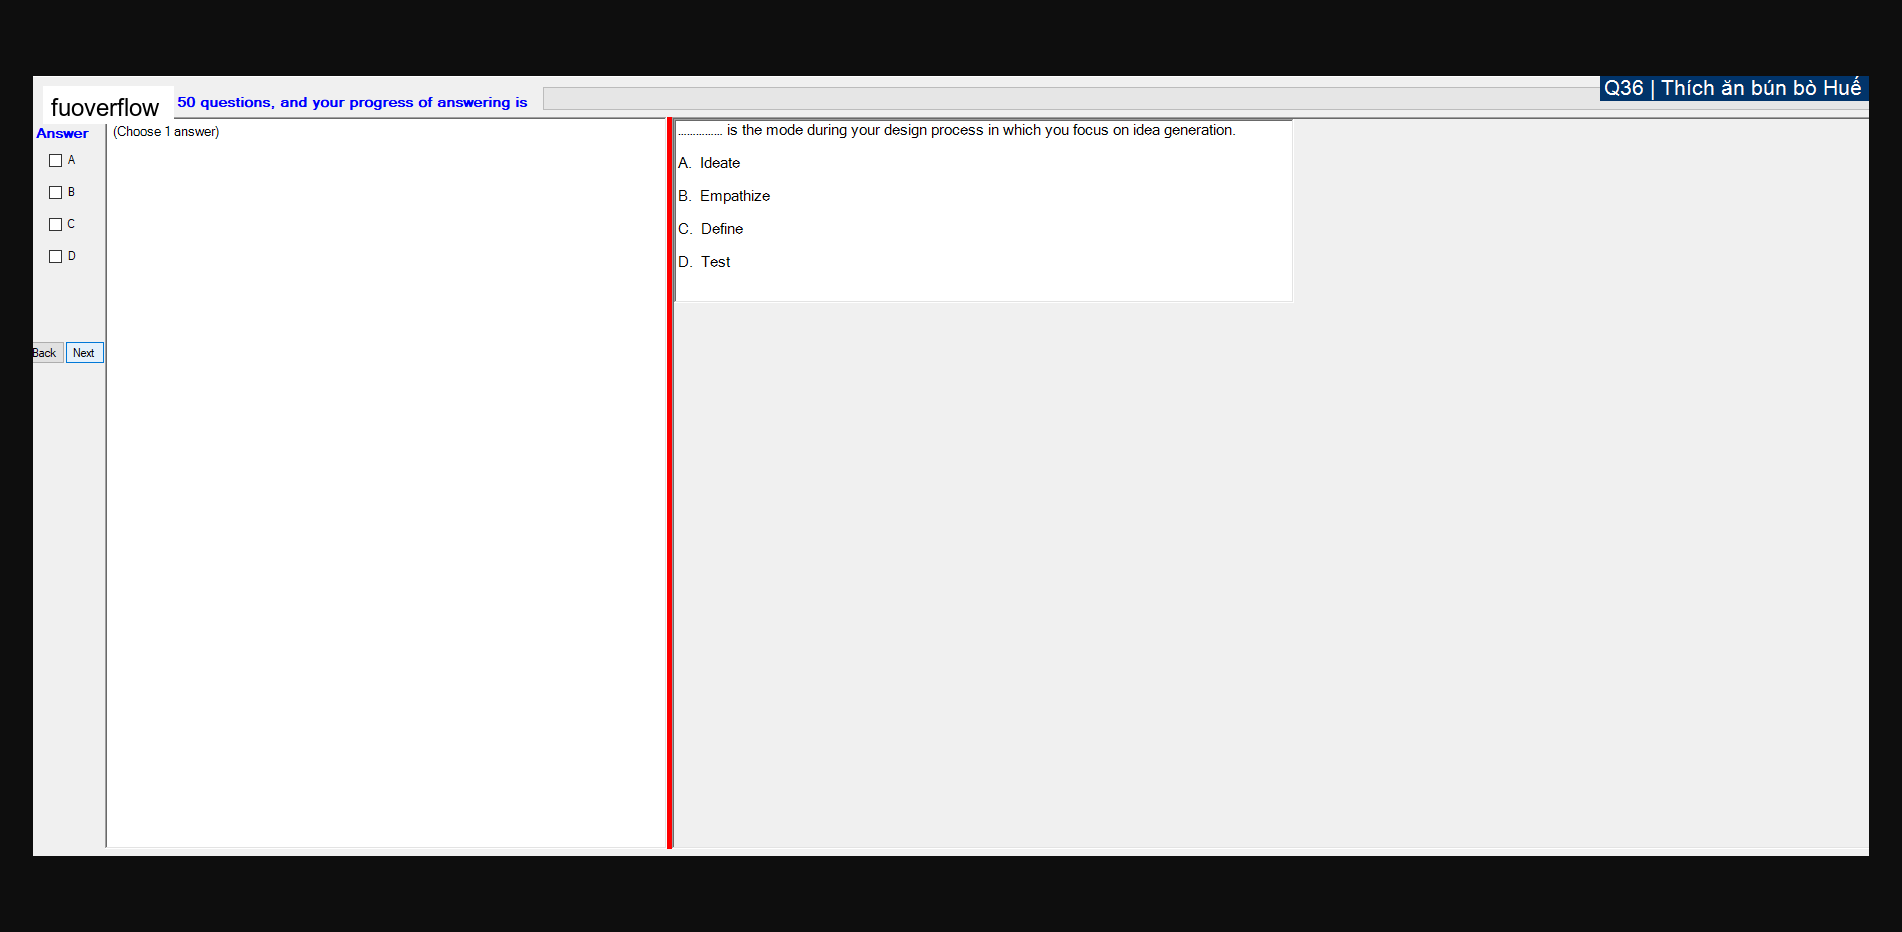 Q36 | Thích ăn bún bò Huế
fuoverflow 50 questions, and your progress of answering is
Answer
(Choose 1 answer)
A
B
C
D
Back Next
............... is the mode during your design process in which you focus on idea generation.
A. Ideate
B. Empathize
C. Define
D. Test